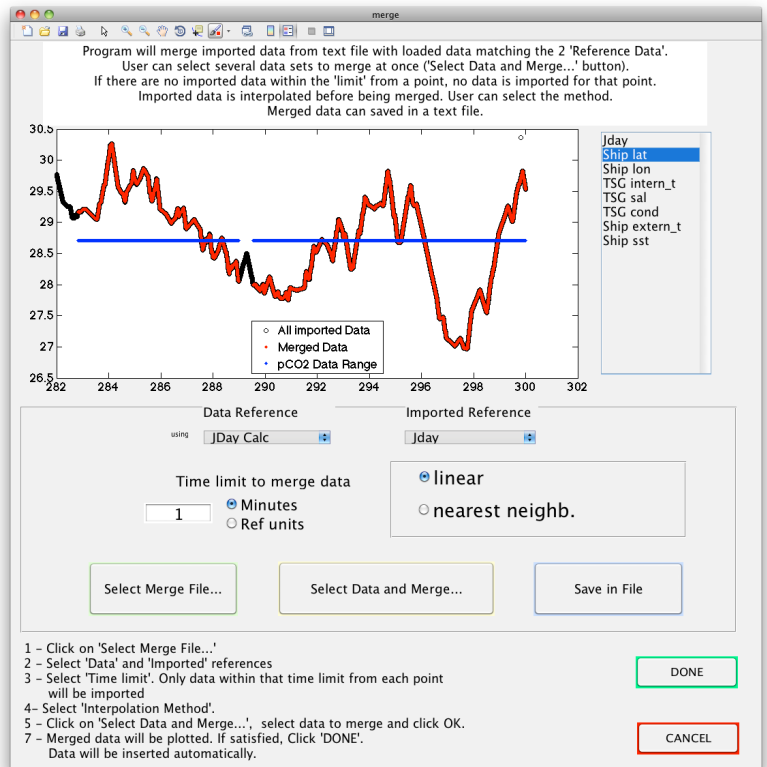 merge
Program will merge imported data from text file with loaded data matching the 2 'Reference Data'.
User can select several data sets to merge at once ('Select Data and Merge...' button).
If there are no imported data within the 'limit' from a point, no data is imported for that point.
Imported data is interpolated before being merged. User can select the method.
Merged data can saved in a text file.
30.5
30
29.5
29
28.5
28
27.5
27
26.5
282 284 286 288 290 292 294 296 298 300 302
All imported Data
Merged Data
pCO2 Data Range
Jday
Ship lat
Ship lon
TSG intern_t
TSG sal
TSG cond
Ship extern_t
Ship sst
Data Reference
Imported Reference
using
JDay Calc
Jday
Time limit to merge data
1
Minutes
Ref units
linear
nearest neighb.
Select Merge File...
Select Data and Merge...
Save in File
1 - Click on 'Select Merge File...'
2 - Select 'Data' and 'Imported' references
3 - Select 'Time limit'. Only data within that time limit from each point
will be imported
4- Select 'Interpolation Method'.
5 - Click on 'Select Data and Merge...', select data to merge and click OK.
7 - Merged data will be plotted. If satisfied, Click 'DONE'.
Data will be inserted automatically.
DONE
CANCEL